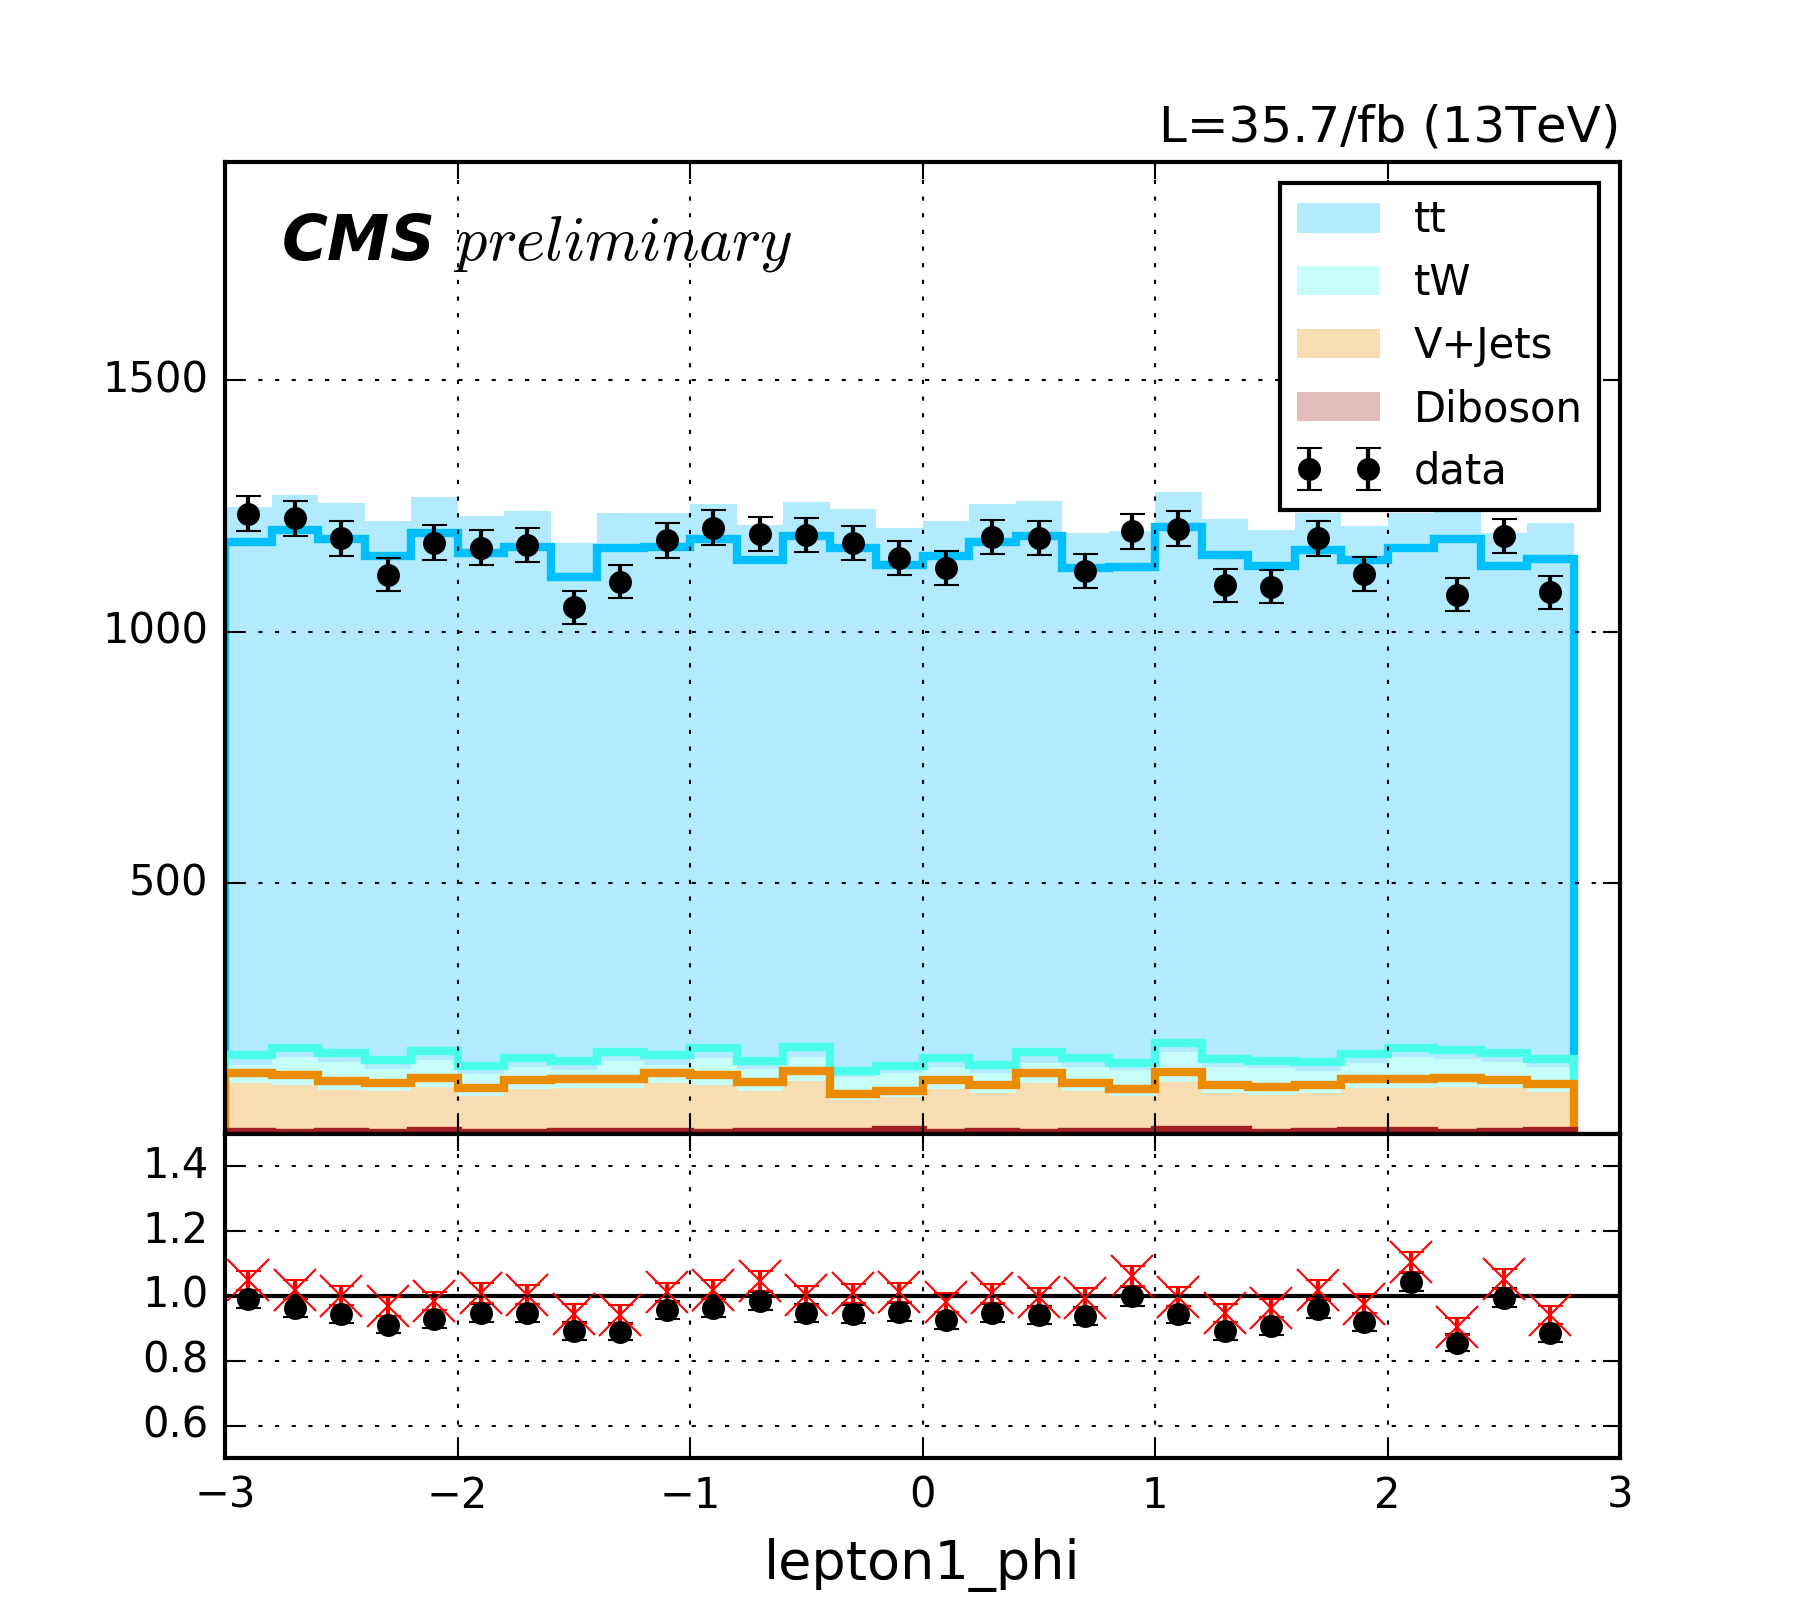 L=35.7/fb (13TeV)
CMS preliminary
tt
tW
V+Jets
Diboson
data
1500
1000
500
1.4
1.2
1.0
0.8
0.6
−3 −2 −1 0 1 2 3
lepton1_phi